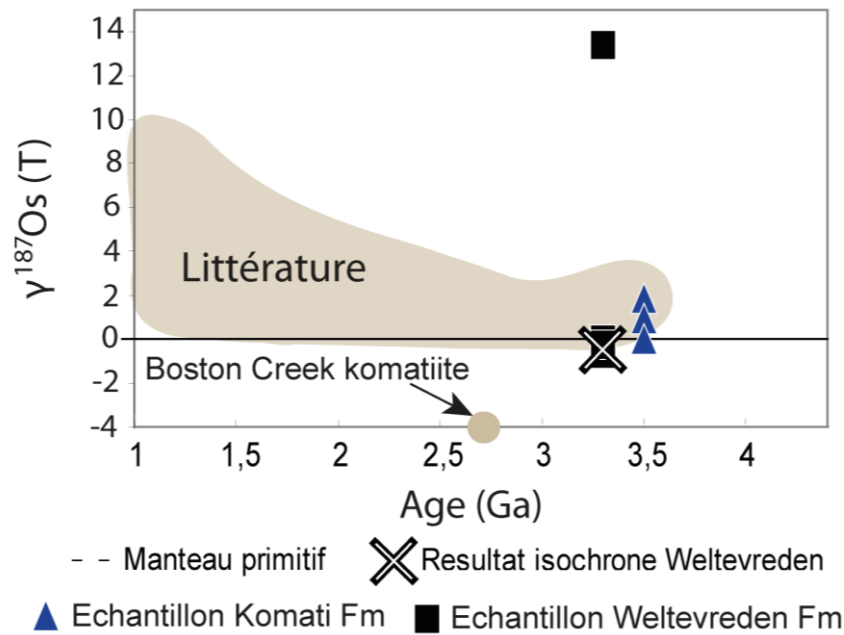 γ¹⁸⁷Os (T)
14
12
10
8
6
4
2
0
-2
-4
Littérature
Boston Creek komatiite
1 1,5 2 2,5 3 3,5 4
Age (Ga)
- - Manteau primitif Resultat isochrone Weltevreden
Echantillon Komati Fm Echantillon Weltevreden Fm